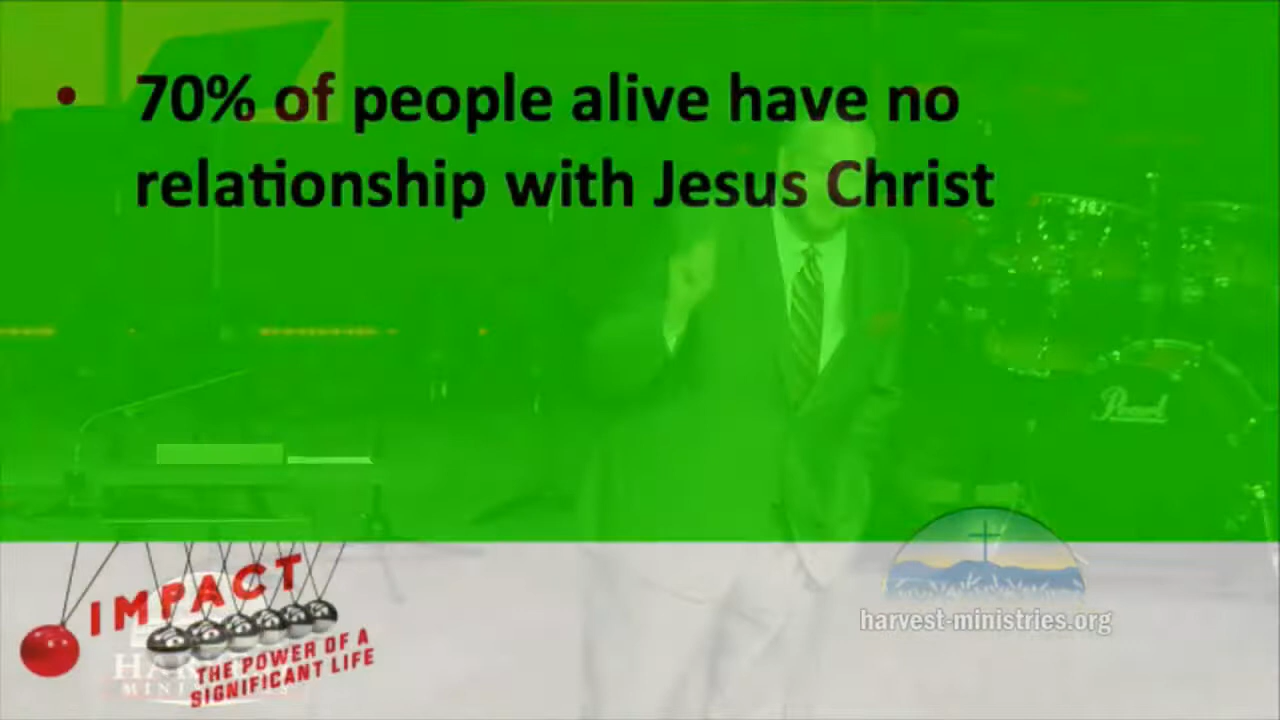 • 70% of people alive have no
relationship with Jesus Christ
Pearl
IMPACT
THE POWER OF A
SIGNIFICANT LIFE
harvest-ministries.org